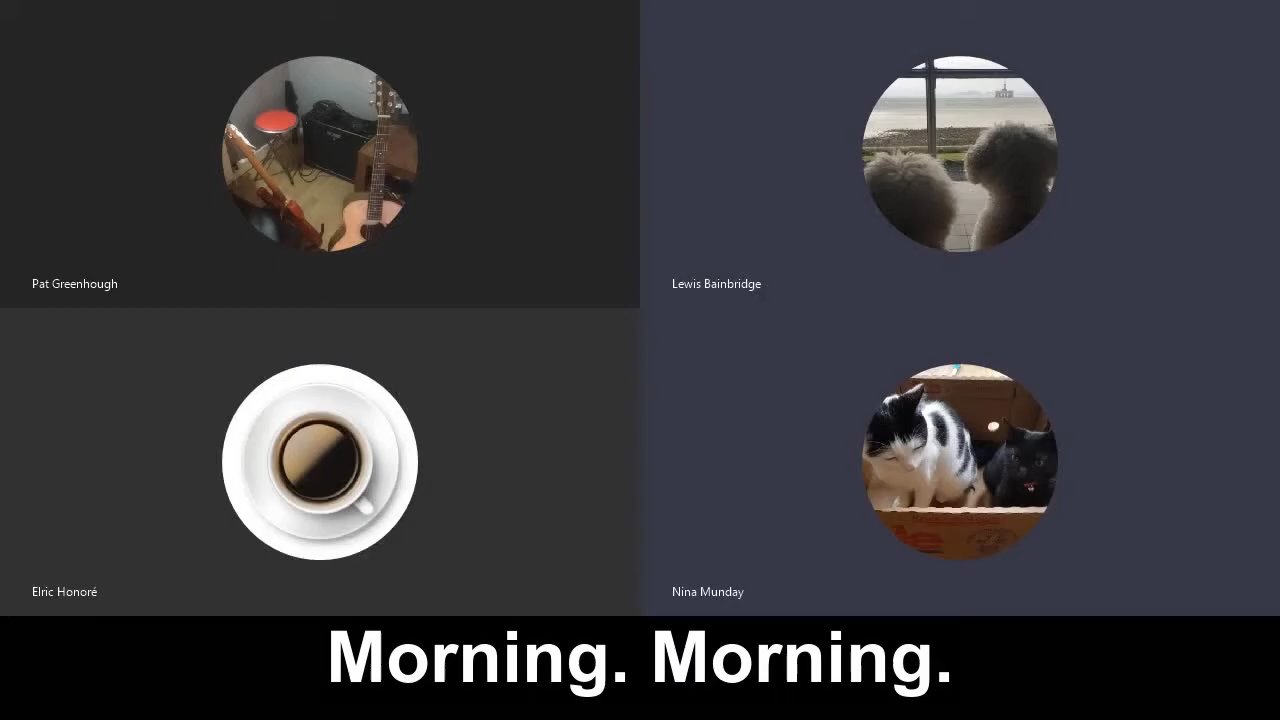 Pat Greenhough
Lewis Bainbridge
Elric Honoré
Nina Munday
Morning. Morning.